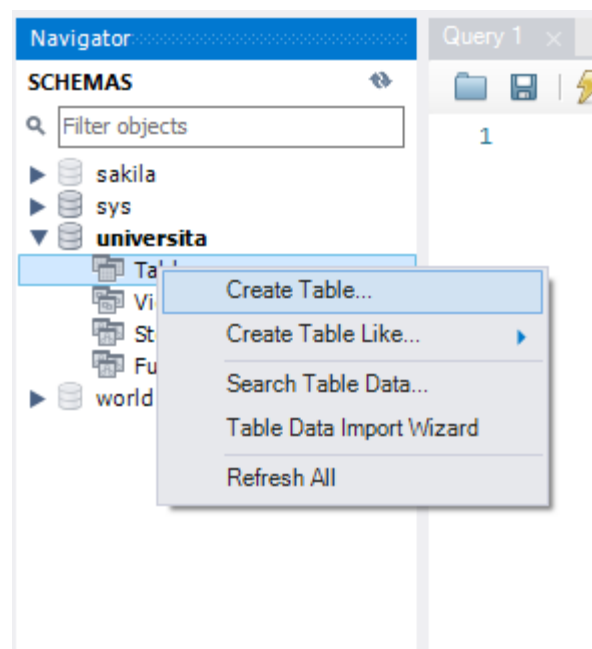 Navigator
Query 1
SCHEMAS
Filter objects
1
sakila
sys
universita
world
Create Table...
Create Table Like...
Search Table Data...
Table Data Import Wizard
Refresh All